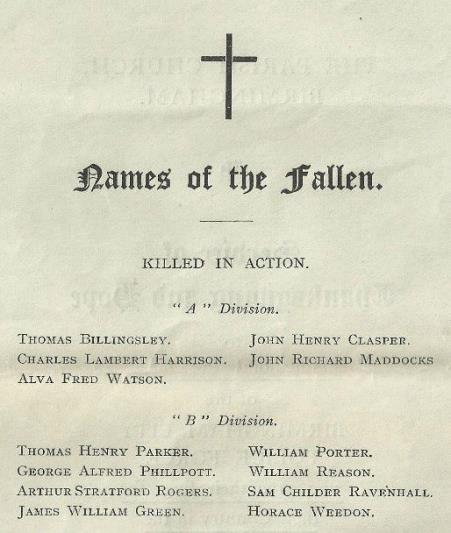 Names of the Fallen.
KILLED IN ACTION.
"A" Division.
THOMAS BILLINGSLEY. JOHN HENRY CLASPER.
CHARLES LAMBERT HARRISON. JOHN RICHARD MADDOCKS
ALVA FRED WATSON.
"B" Division.
THOMAS HENRY PARKER. WILLIAM PORTER.
GEORGE ALFRED PHILLPOTT. WILLIAM REASON.
ARTHUR STRATFORD ROGERS. SAM CHILDER RAVENHALL.
JAMES WILLIAM GREEN. HORACE WEEDON.